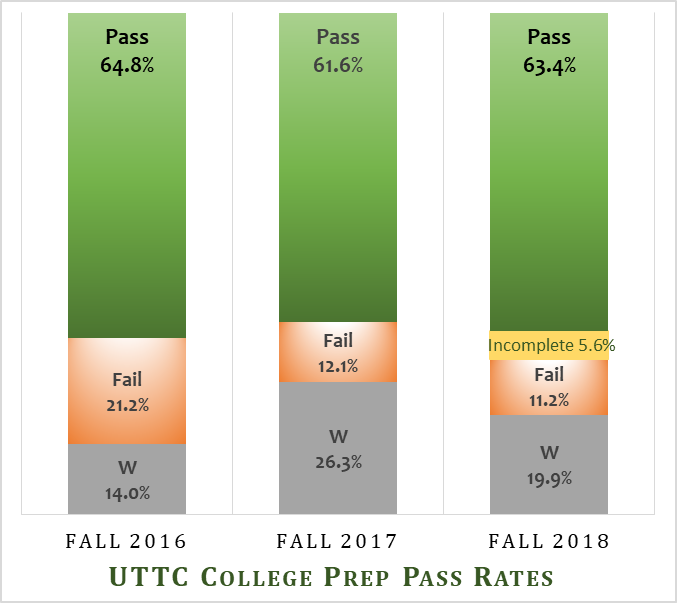 Pass
64.8%
Fail
21.2%
W
14.0%
Pass
61.6%
Fail
12.1%
W
26.3%
Pass
63.4%
Incomplete 5.6%
Fail
11.2%
W
19.9%
FALL 2016
FALL 2017
FALL 2018
UTTC College Prep Pass Rates